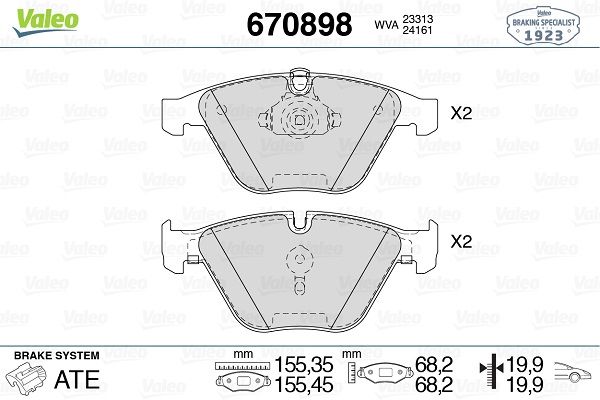 Valeo
670898
WVA 23313
24161
Valeo
BRAKING SPECIALIST
1923
X2
X2
BRAKE SYSTEM
ATE
mm
155,35
155,45
mm
68,2
68,2
19,9
19,9